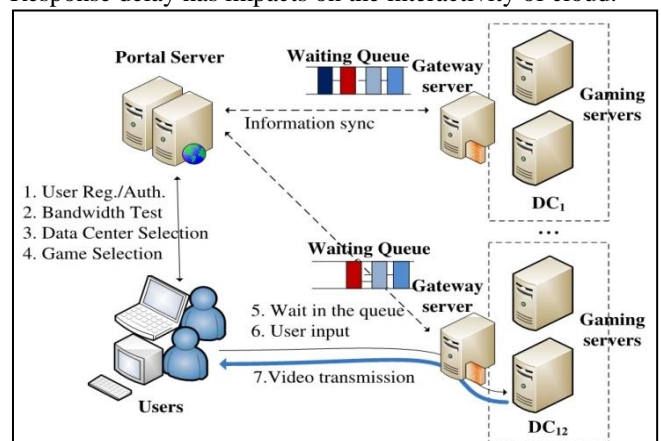 Response delay has impacts on the interactivity of cloud.
Portal Server
Waiting Queue
Gateway
server
Gaming
servers
Information sync
DC1
...
1. User Reg./Auth.
2. Bandwidth Test
3. Data Center Selection
4. Game Selection
Waiting Queue
Gateway
server
Gaming
servers
5. Wait in the queue
6. User input
7.Video transmission
Users
DC12